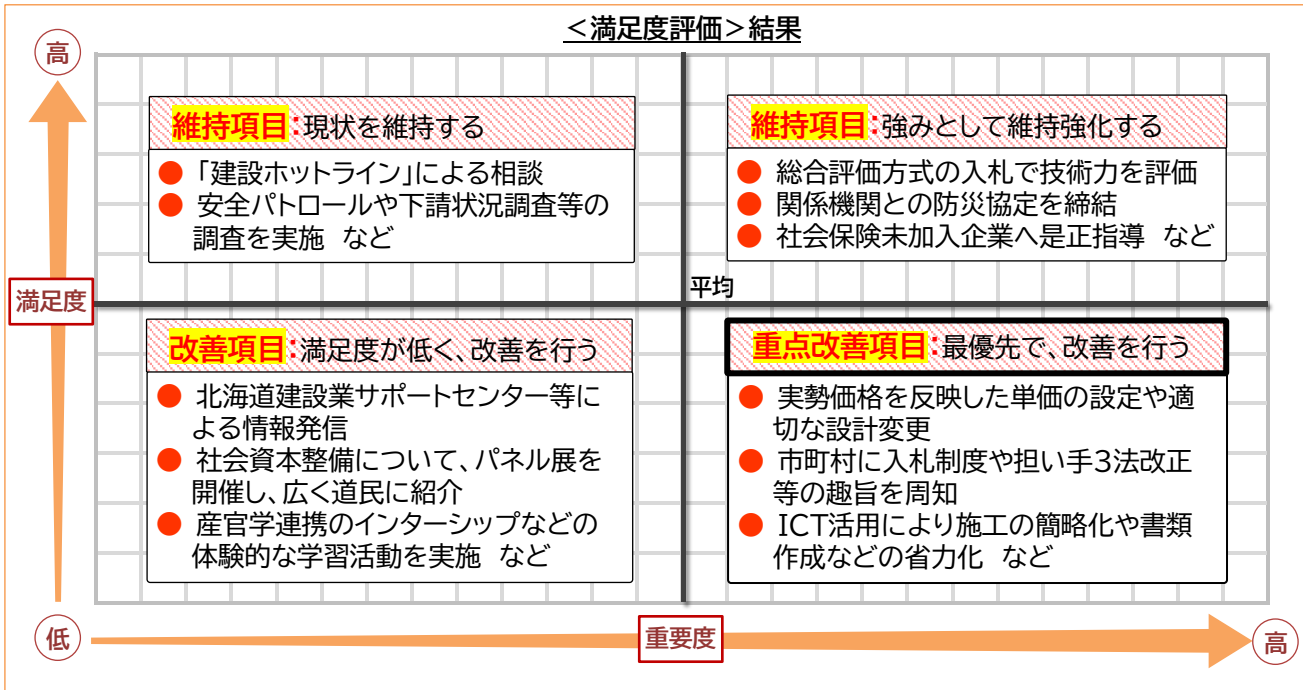 ＜満足度評価＞結果
高
維持項目：現状を維持する
● 「建設ホットライン」による相談
● 安全パトロールや下請状況調査等の
調査を実施 など
維持項目：強みとして維持強化する
● 総合評価方式の入札で技術力を評価
● 関係機関との防災協定を締結
● 社会保険未加入企業へ是正指導 など
満足度
平均
改善項目：満足度が低く、改善を行う
● 北海道建設業サポートセンター等に
よる情報発信
● 社会資本整備について、パネル展を
開催し、広く道民に紹介
● 産官学連携のインターシップなどの
体験的な学習活動を実施 など
重点改善項目：最優先で、改善を行う
● 実勢価格を反映した単価の設定や適
切な設計変更
● 市町村に入札制度や担い手3法改正
等の趣旨を周知
● ICT活用により施工の簡略化や書類
作成などの省力化 など
低
重要度
高